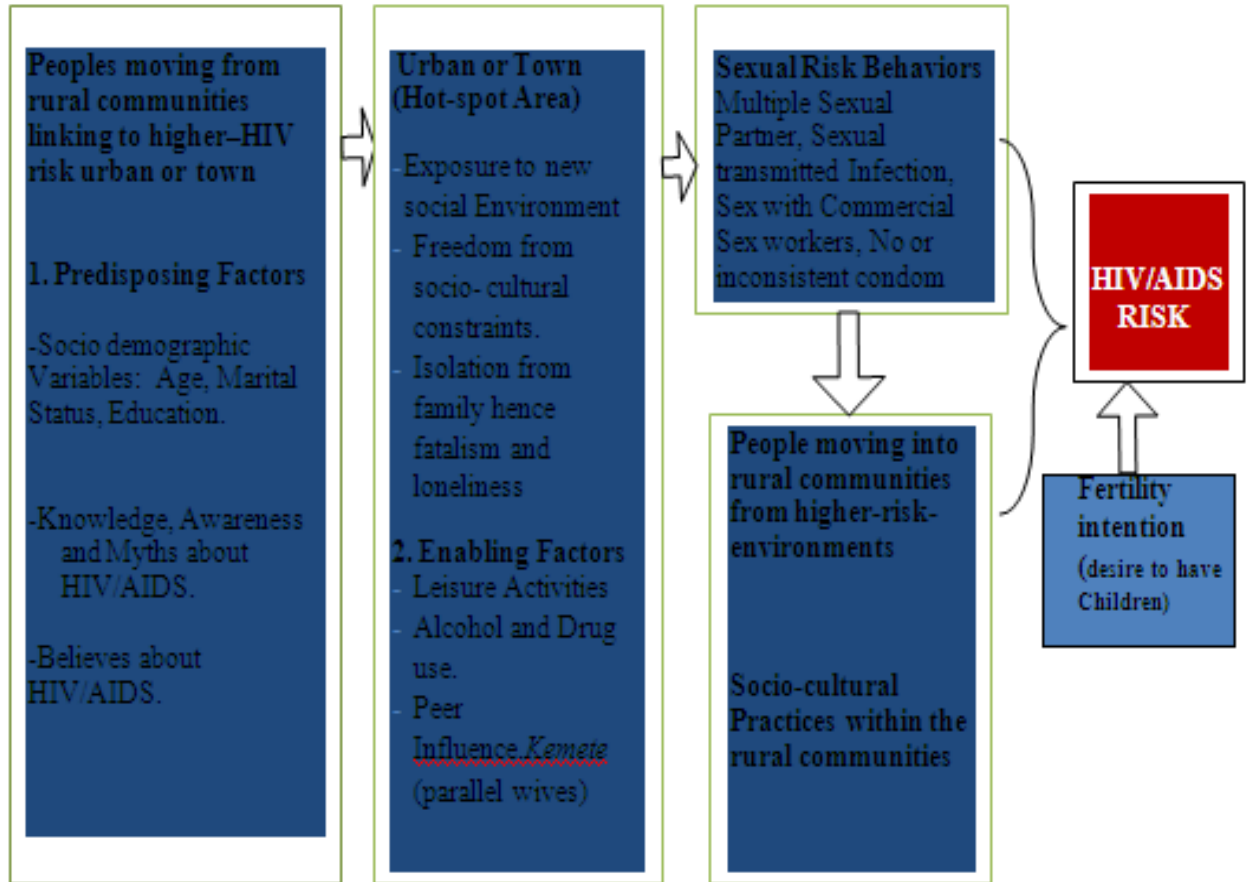 Peoples moving from
rural communities
linking to higher–HIV
risk urban or town
1. Predisposing Factors
-Socio demographic
Variables: Age, Marital
Status, Education.
-Knowledge, Awareness
and Myths about
HIV/AIDS.
-Believes about
HIV/AIDS.
Urban or Town
(Hot-spot Area)
-Exposure to new
social Environment
- Freedom from
socio- cultural
constraints.
- Isolation from
family hence
fatalism and
loneliness
2. Enabling Factors
- Leisure Activities
- Alcohol and Drug
use.
- Peer
Influence.Kemete
(parallel wives)
Sexual Risk Behaviors
Multiple Sexual
Partner, Sexual
transmitted Infection,
Sex with Commercial
Sex workers, No or
inconsistent condom
People moving into
rural communities
from higher-risk-
environments
Socio-cultural
Practices within the
rural communities
HIV/AIDS
RISK
Fertility
intention
(desire to have
Children)